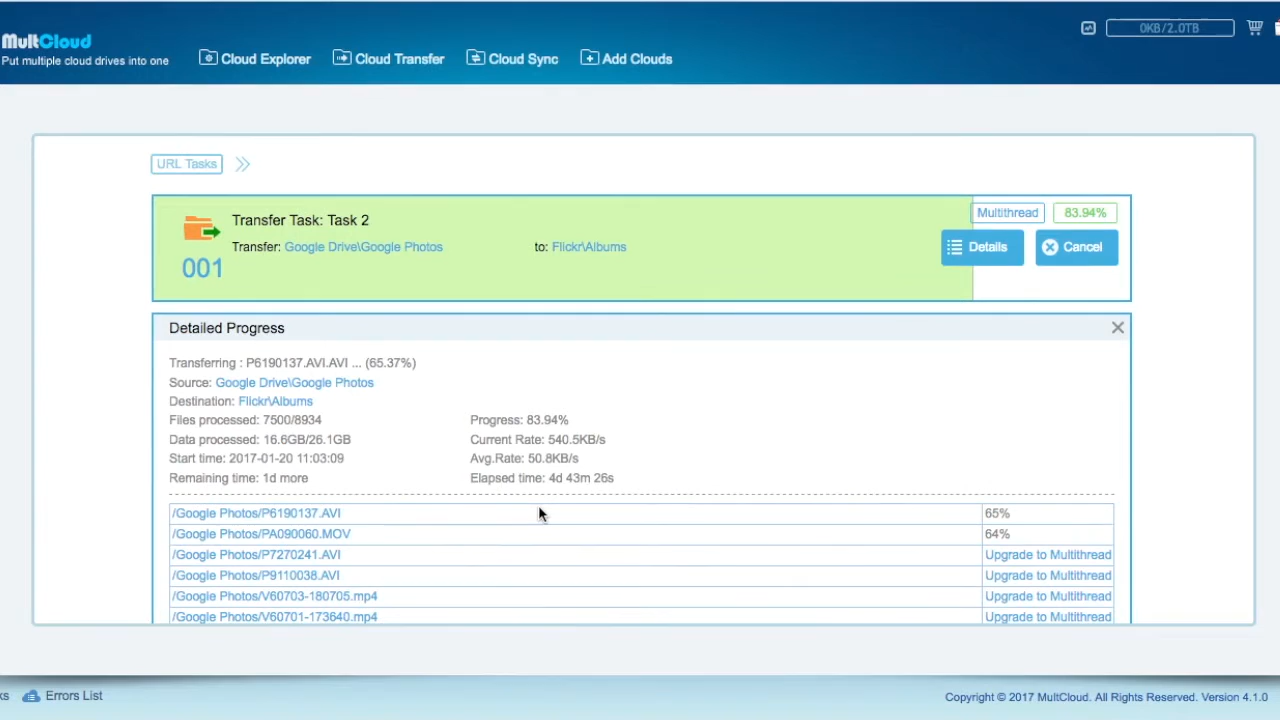 MultCloud
Put multiple cloud drives into one
Cloud Explorer
Cloud Transfer
Cloud Sync
Add Clouds
0KB/2.0TB
URL Tasks
Transfer Task: Task 2
Transfer: Google Drive\Google Photos to: Flickr\Albums
001
Multithread
83.94%
Details
Cancel
Detailed Progress
Transferring : P6190137.AVI.AVI ... (65.37%)
Source: Google Drive\Google Photos
Destination: Flickr\Albums
Files processed: 7500/8934 Progress: 83.94%
Data processed: 16.6GB/26.1GB Current Rate: 540.5KB/s
Start time: 2017-01-20 11:03:09 Avg.Rate: 50.8KB/s
Remaining time: 1d more Elapsed time: 4d 43m 26s
/Google Photos/P6190137.AVI 65%
/Google Photos/PA090060.MOV 64%
/Google Photos/P7270241.AVI Upgrade to Multithread
/Google Photos/P9110038.AVI Upgrade to Multithread
/Google Photos/V60703-180705.mp4 Upgrade to Multithread
/Google Photos/V60701-173640.mp4 Upgrade to Multithread
ks
Errors List
Copyright © 2017 MultCloud. All Rights Reserved. Version 4.1.0